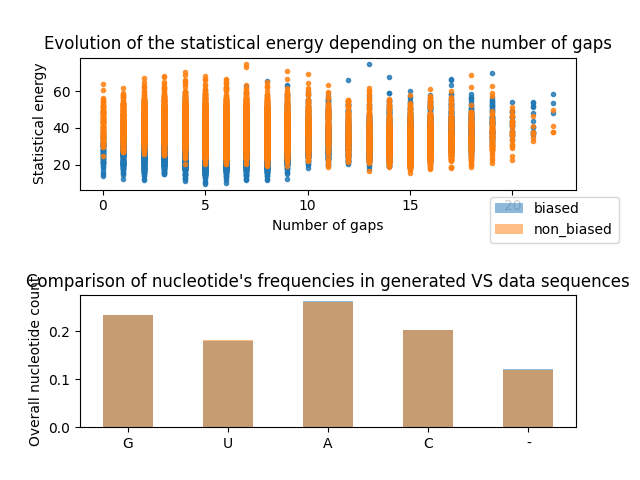 Evolution of the statistical energy depending on the number of gaps
Statistical energy
60
40
20
0
5
10
15
20
Number of gaps
biased
non_biased
Comparison of nucleotide's frequencies in generated VS data sequences
Overall nucleotide count)
0.2
0.1
0.0
G
U
A
C
-